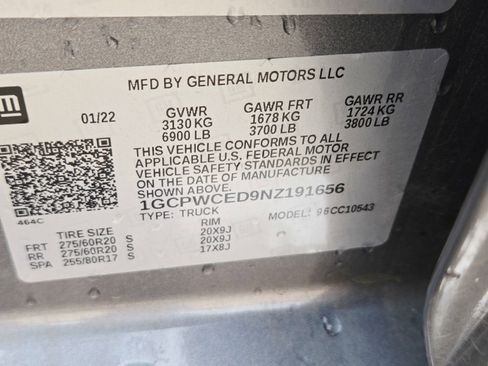 gm
MFD BY GENERAL MOTORS LLC
01/22 GVWR GAWR FRT GAWR RR
3130 KG 1678 KG 1724 KG
6900 LB 3700 LB 3800 LB
THIS VEHICLE CONFORMS TO ALL
APPLICABLE U.S. FEDERAL MOTOR
VEHICLE SAFETY STANDARDS IN EFFECT
ON THE DATE OF MANUFACTURE
SHOWN ABOVE.
1GCPWCED9NZ191656
464C TYPE: TRUCK MODEL: 96CC10543
TIRE SIZE RIM
FRT 275/60R20 S 20X9J
RR 275/60R20 S 20X9J
SPA 255/80R17 S 17X8J